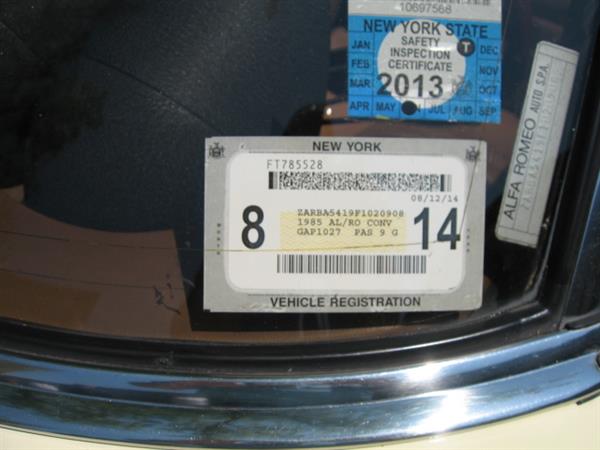 10697568
NEW YORK STATE
SAFETY
INSPECTION
CERTIFICATE
2013
JAN
FEB
MAR
APR MAY JUL AUG SEP
OCT
NOV
DEC
T
ALFA ROMEO AUTO S.P.A.
NEW YORK
FT785528
08/12/14
8
ZARBA5419F1020908
1985 AL/RO CONV
GAP1027 PAS 9 G
14
VEHICLE REGISTRATION